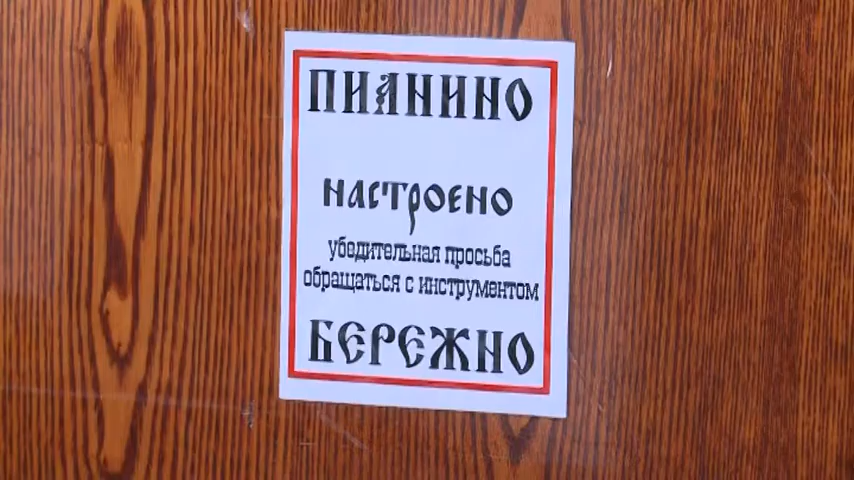 ПИАНИНО
настроено
убедительная просьба
обращаться с инструментом
БЕРЕЖНО